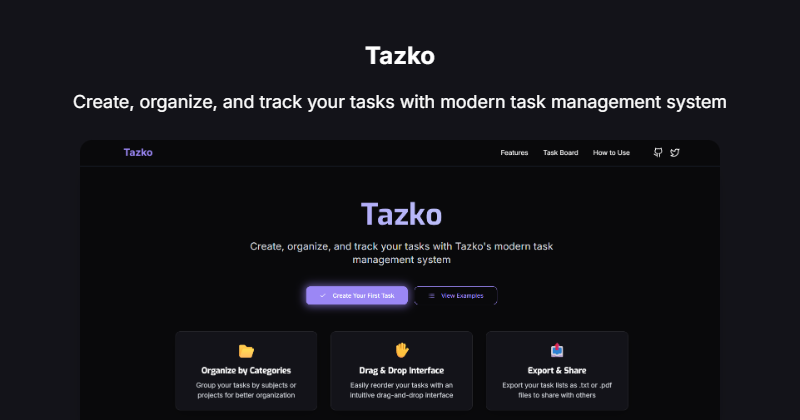 Tazko
Create, organize, and track your tasks with modern task management system
Tazko
Features
Task Board
How to Use
Tazko
Create, organize, and track your tasks with Tazko's modern task
management system
Create Your First Task
View Examples
Organize by Categories
Group your tasks by subjects or
projects for better organization
Drag & Drop Interface
Easily reorder your tasks with an
intuitive drag-and-drop interface
Export & Share
Export your task lists as .txt or .pdf
files to share with others